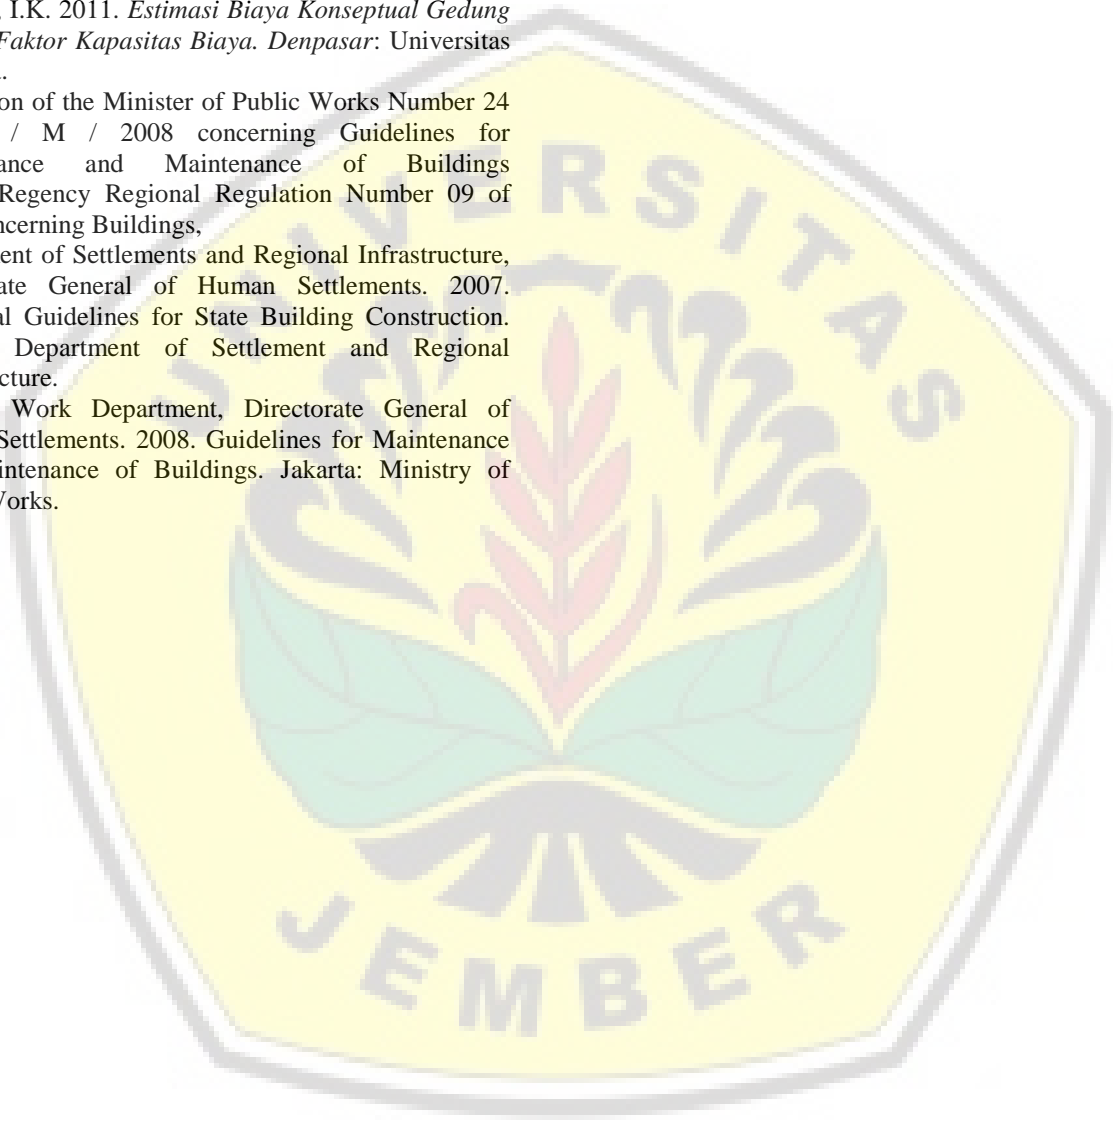 , I.K. 2011. Estimasi Biaya Konseptual Gedung
Faktor Kapasitas Biaya. Denpasar: Universitas
.
on of the Minister of Public Works Number 24
/ M / 2008 concerning Guidelines for
ance and Maintenance of Buildings
Regency Regional Regulation Number 09 of
ncerning Buildings,
ent of Settlements and Regional Infrastructure,
ate General of Human Settlements. 2007.
al Guidelines for State Building Construction.
Department of Settlement and Regional
cture.
Work Department, Directorate General of
Settlements. 2008. Guidelines for Maintenance
intenance of Buildings. Jakarta: Ministry of
Works.
UNIVERSITAS
JEMBER